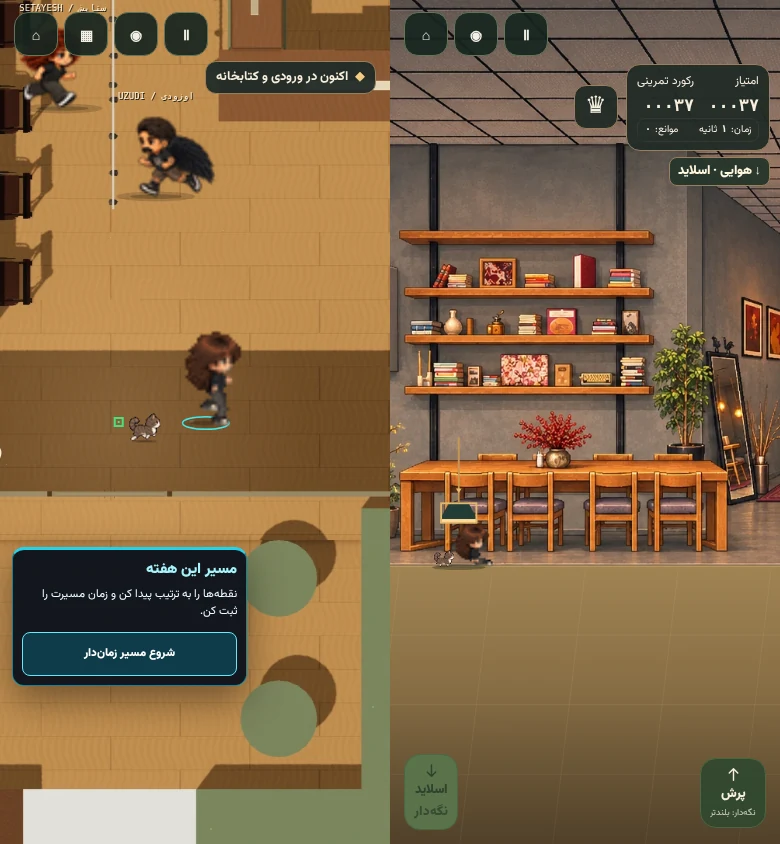 SETAYESH / ستایش
اکنون در ورودی و کتابخانه
UZUDI / اوزودی
مسیر این هفته
نقطه‌ها را به ترتیب پیدا کن و زمان مسیرت را
ثبت کن.
شروع مسیر زمان‌دار
امتیاز
رکورد تمرینی
۰۰۰۳۷
۰۰۰۳۷
زمان: ۱ ثانیه
موانع: ۰
↓ هوایی · اسلاید
↓
اسلاید
نگه‌دار
↑
پرش
نگه‌دار: بلندتر